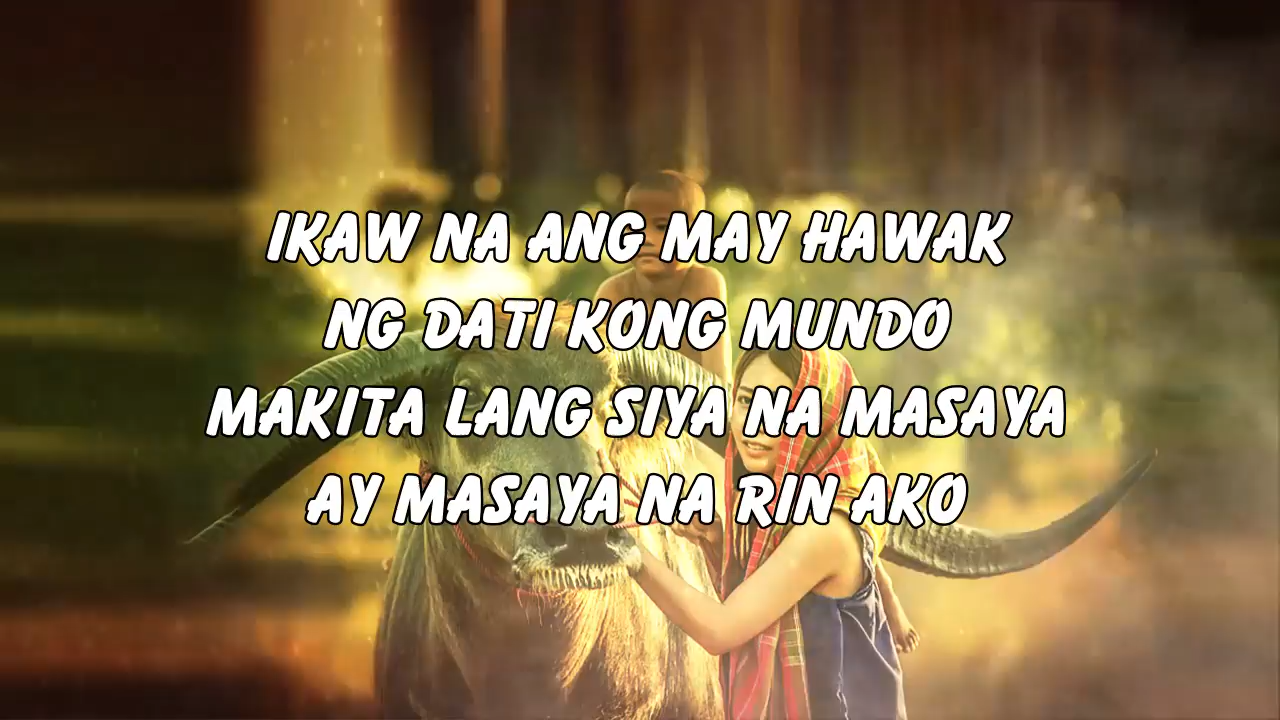 IKAW NA ANG MAY HAWAK
NG DATI KONG MUNDO
MAKITA LANG SIYA NA MASAYA
AY MASAYA NA RIN AKO